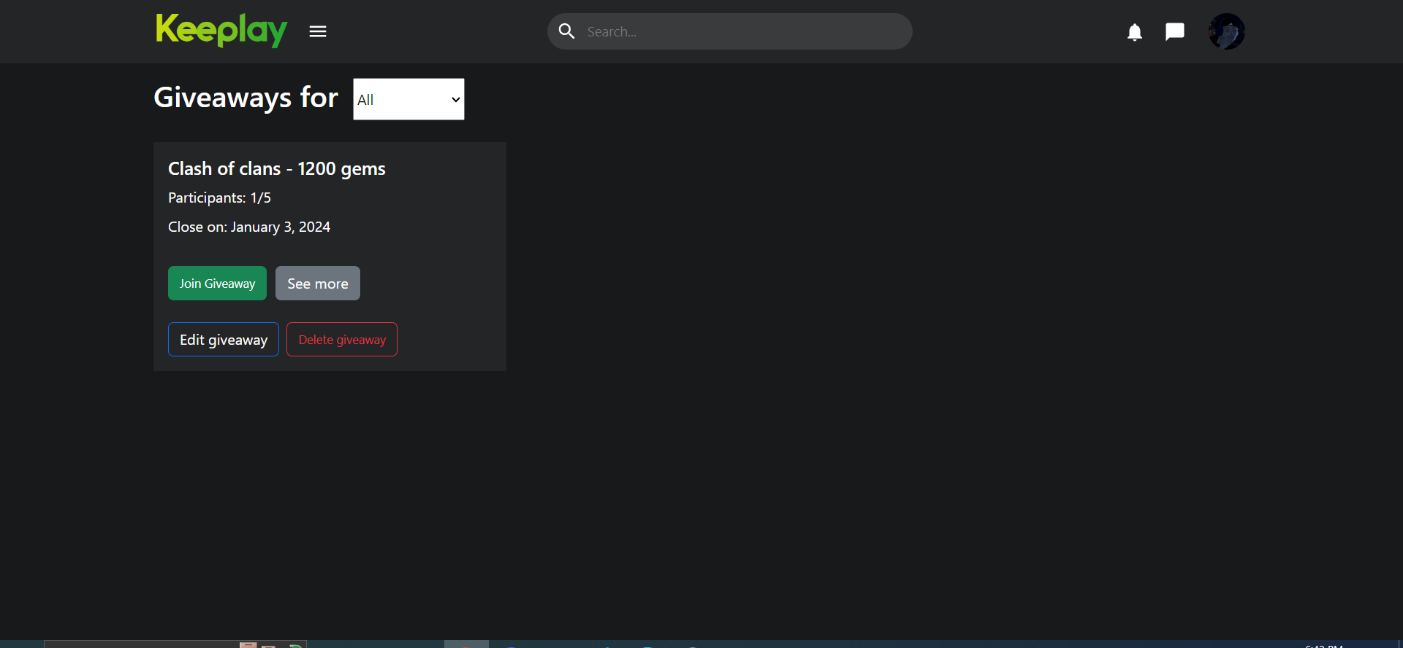 Keeplay
Search...
Giveaways for All
Clash of clans - 1200 gems
Participants: 1/5
Close on: January 3, 2024
Join Giveaway See more
Edit giveaway Delete giveaway